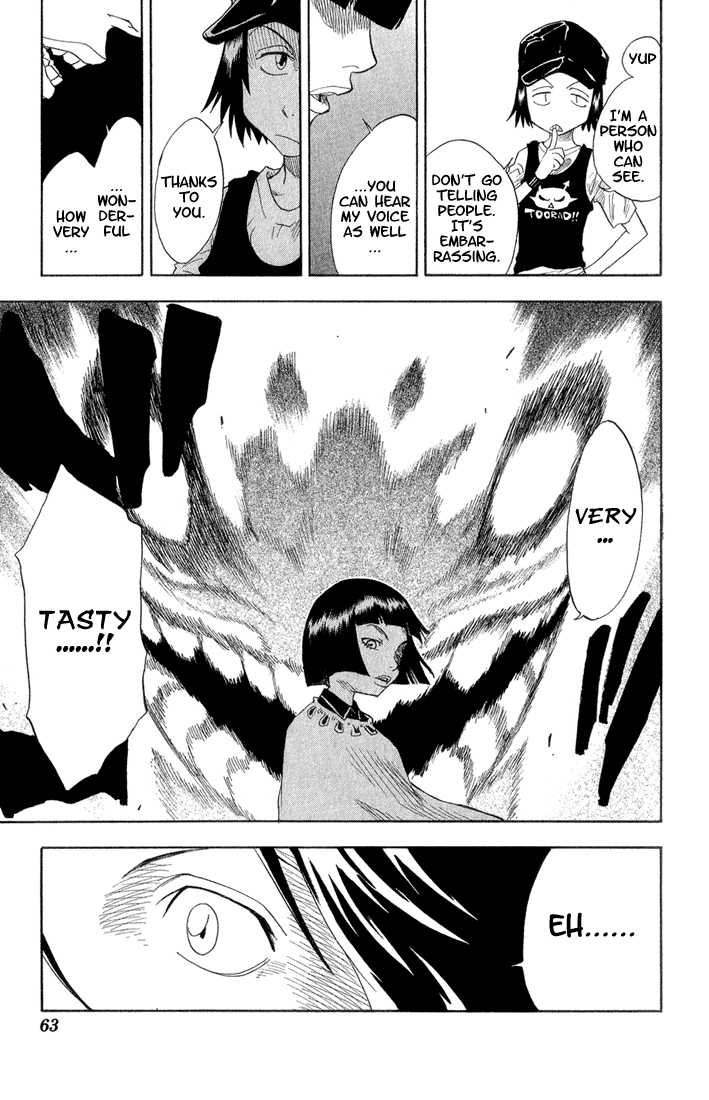 YUP
I'M A
PERSON
WHO
CAN
SEE.
DON'T GO
TELLING
PEOPLE.
IT'S
EMBAR-
RASSING.
TOORAD!!
...YOU
CAN HEAR
MY VOICE
AS WELL
THANKS
TO YOU.
HOW
VERY
...
...
WON-
DER-
FUL
VERY
...
TASTY
......!!
EH......
63